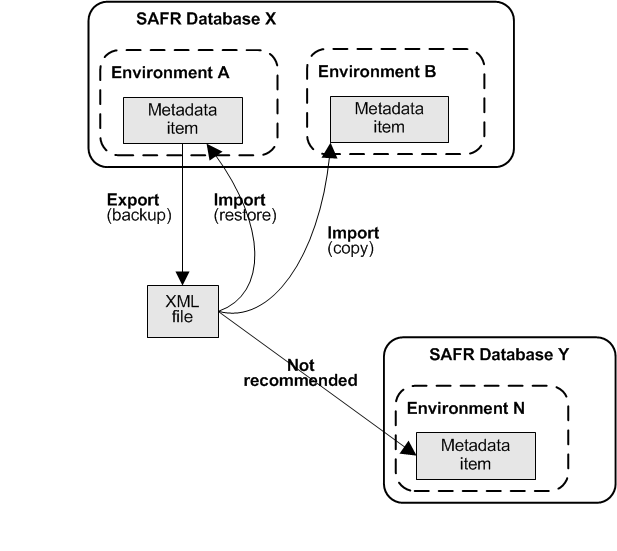 SAFR Database X
Environment A
Metadata
item
Environment B
Metadata
item
Export
(backup)
Import
(restore)
Import
(copy)
XML
file
Not
recommended
SAFR Database Y
Environment N
Metadata
item